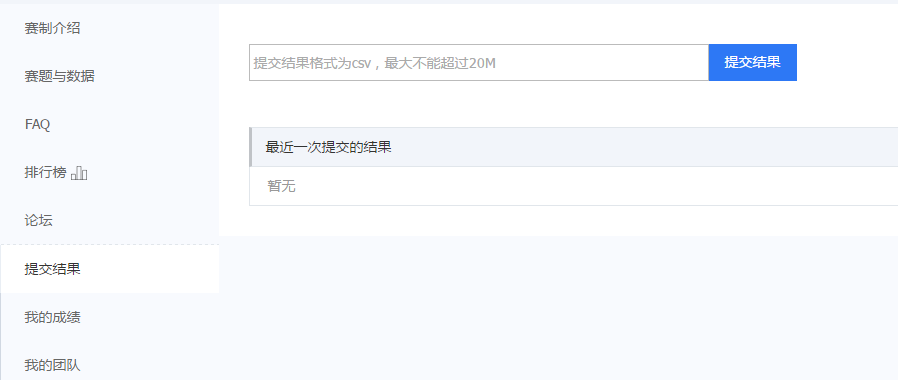 赛制介绍
赛题与数据
FAQ
排行榜
论坛
提交结果
我的成绩
我的团队
提交结果格式为csv，最大不能超过20M
提交结果
最近一次提交的结果
暂无